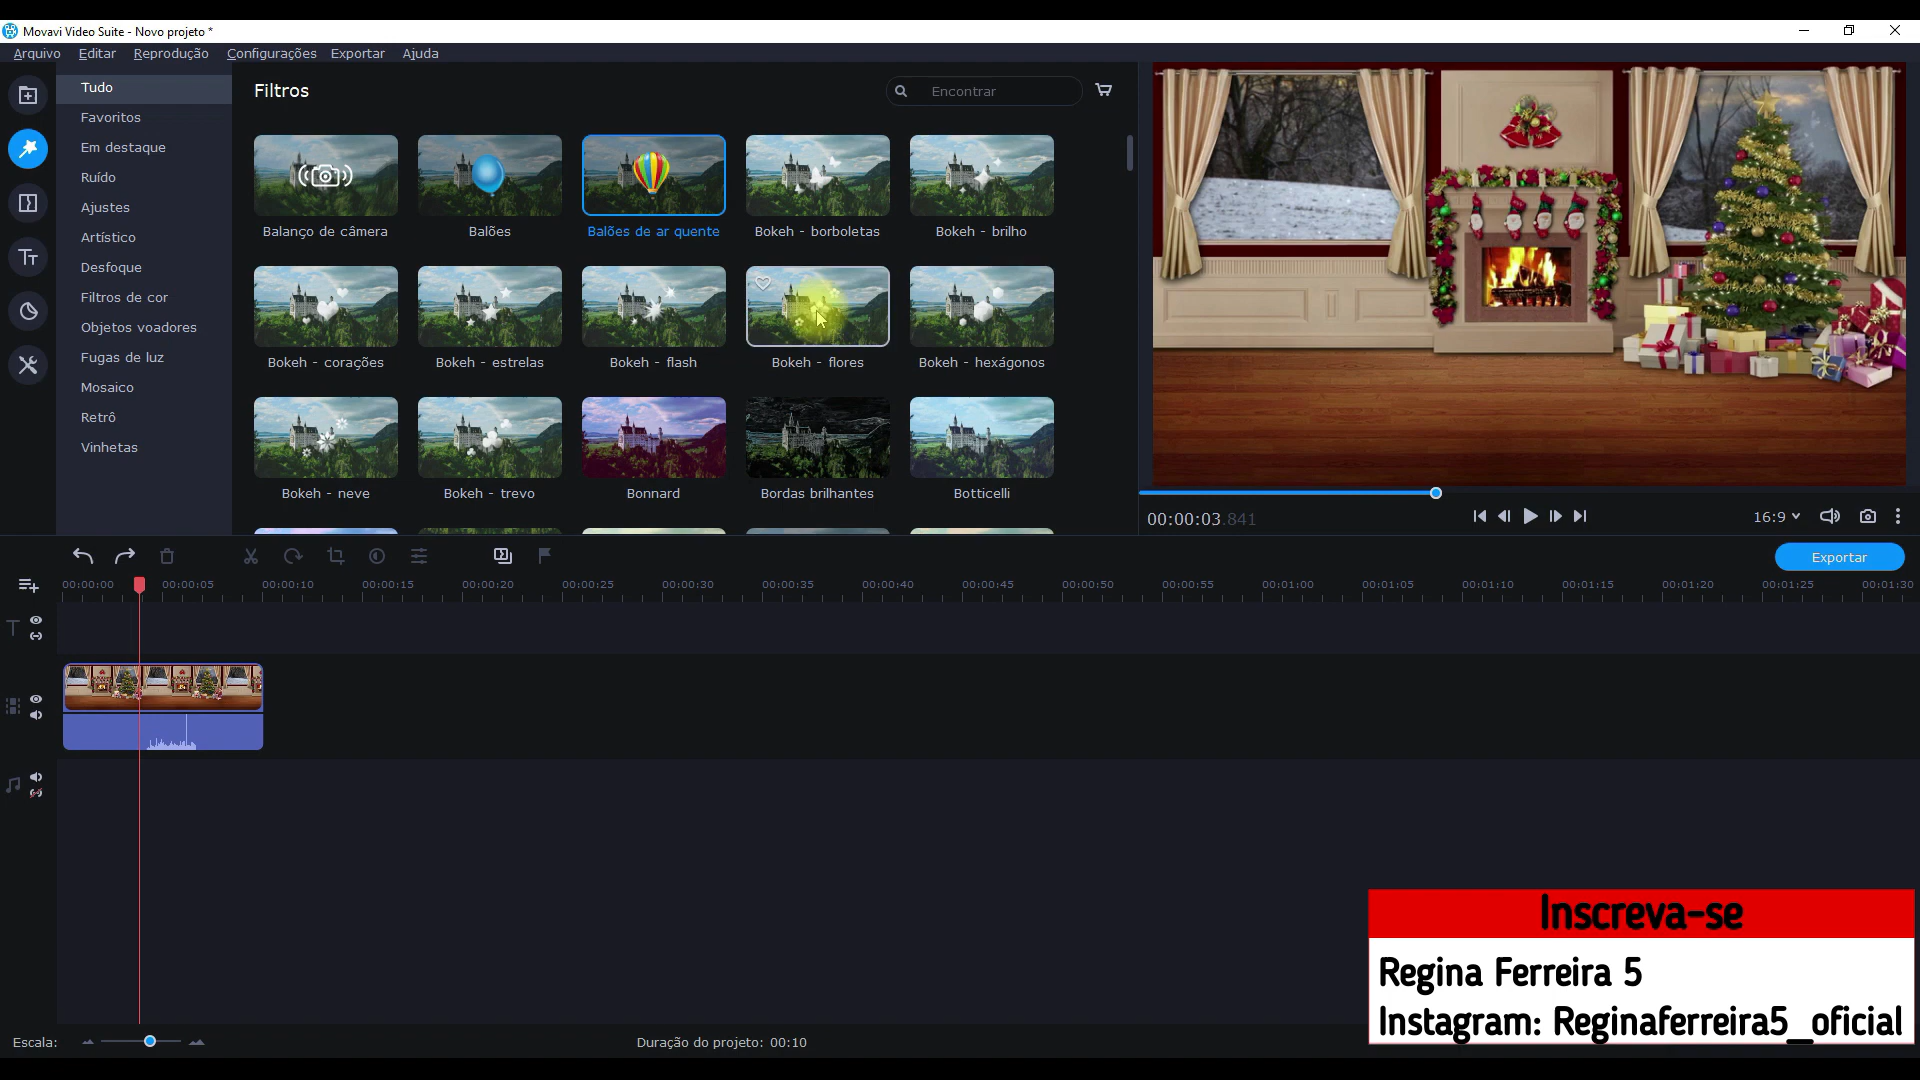 Movavi Video Suite - Novo projeto *
Arquivo Editar Reprodução Configurações Exportar Ajuda
Tudo
Favoritos
Em destaque
Ruído
Ajustes
Artístico
Desfoque
Filtros de cor
Objetos voadores
Fugas de luz
Mosaico
Retrô
Vinhetas
Filtros
Encontrar
Balanço de câmera
Balões
Balões de ar quente
Bokeh - borboletas
Bokeh - brilho
Bokeh - corações
Bokeh - estrelas
Bokeh - flash
Bokeh - flores
Bokeh - hexágonos
Bokeh - neve
Bokeh - trevo
Bonnard
Bordas brilhantes
Botticelli
00:00:03.841
16:9
Exportar
00:00:00 00:00:05 00:00:10 00:00:15 00:00:20 00:00:25 00:00:30 00:00:35 00:00:40 00:00:45 00:00:50 00:00:55 00:01:00 00:01:05 00:01:10 00:01:15 00:01:20 00:01:25 00:01:30
Inscreva-se
Regina Ferreira 5
Instagram: Reginaferreira5_oficial
Escala:
Duração do projeto: 00:10